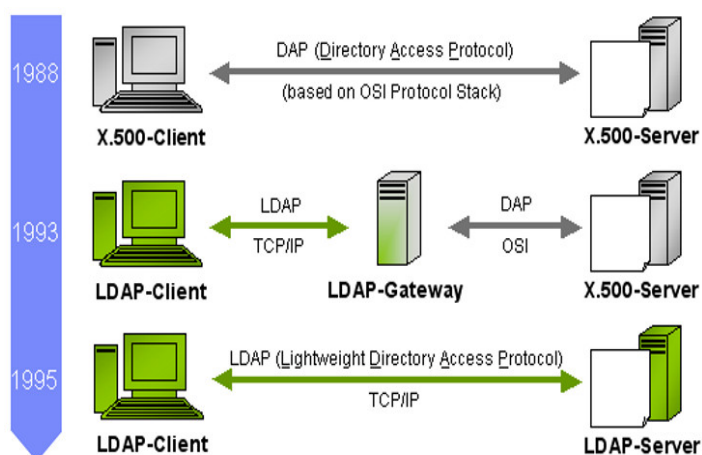 1988
DAP (Directory Access Protocol)
(based on OSI Protocol Stack)
X.500-Client
X.500-Server
1993
LDAP
TCP/IP
DAP
OSI
LDAP-Client
LDAP-Gateway
X.500-Server
1995
LDAP (Lightweight Directory Access Protocol)
TCP/IP
LDAP-Client
LDAP-Server